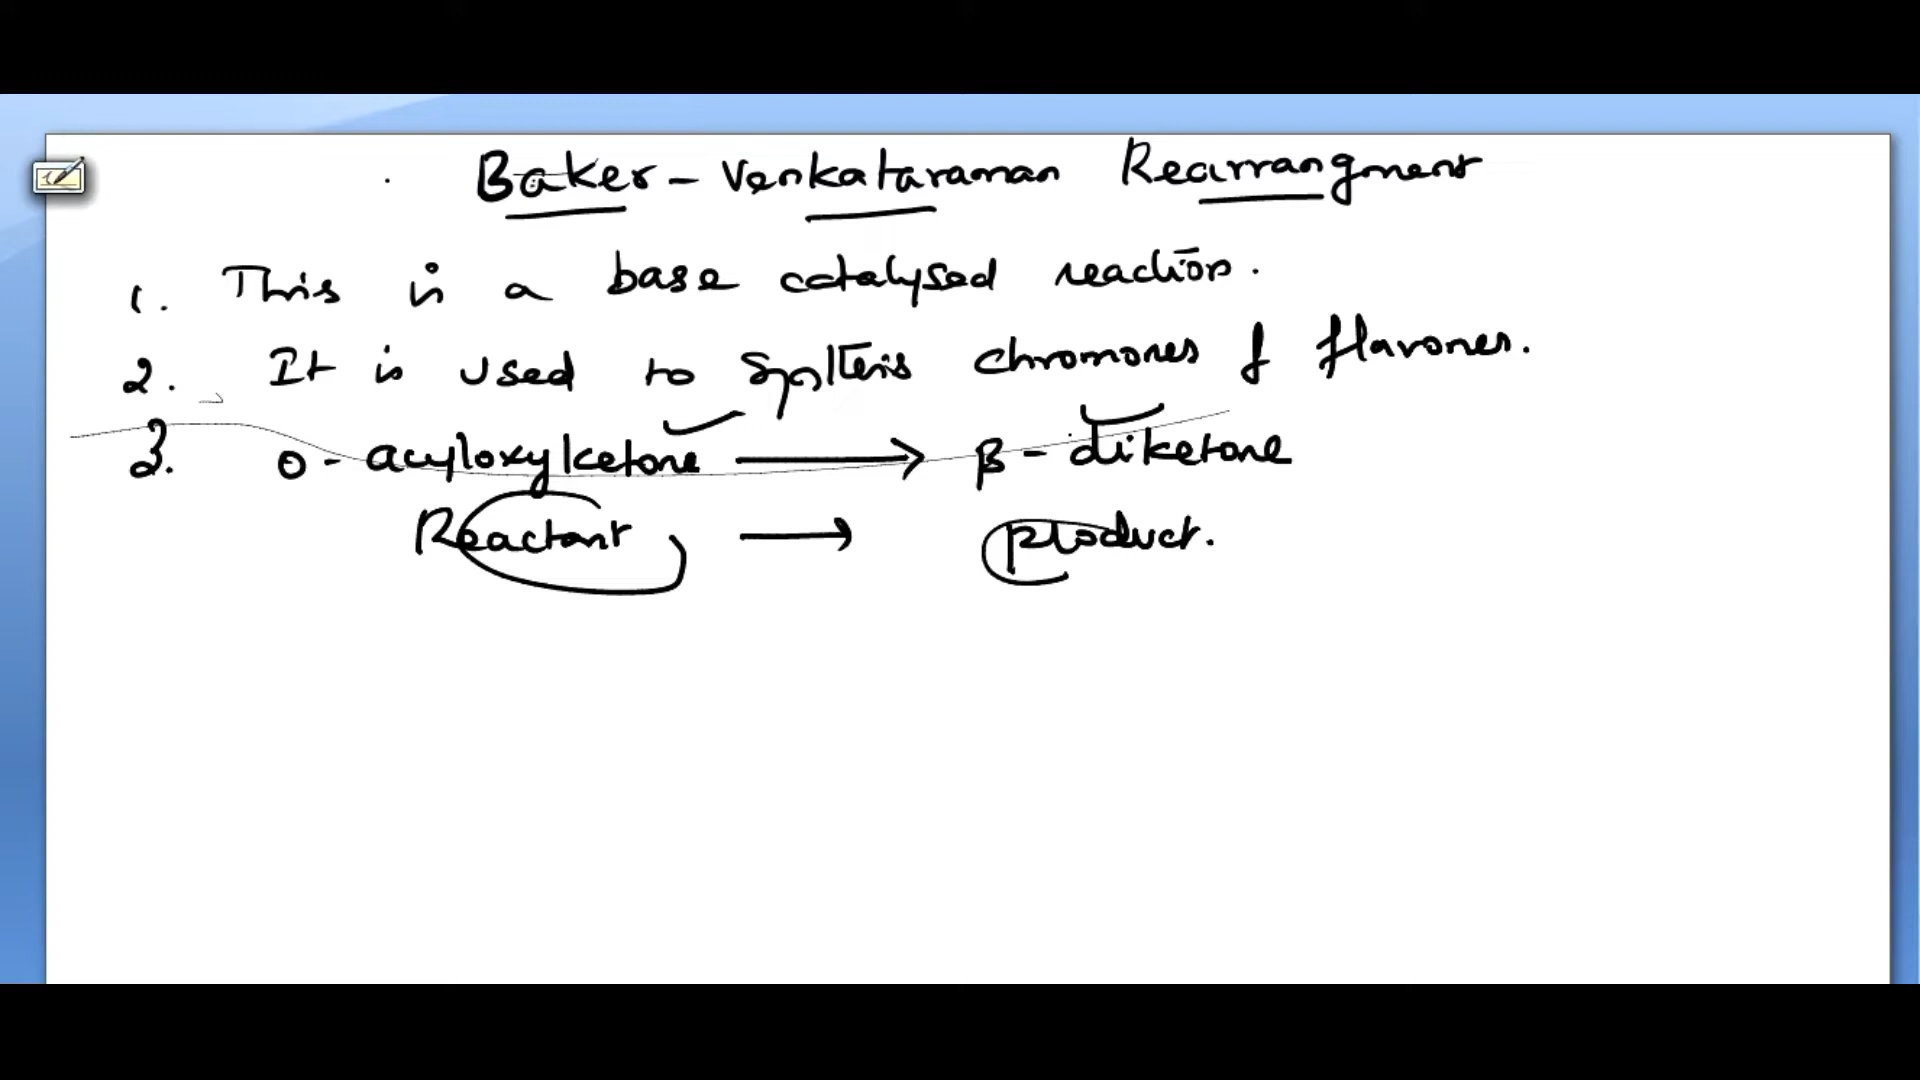 Baker - Venkataraman Rearrangment
1. This is a base catalysed reaction.
2. It is used to chromones & flavones.
3. o - acyloxyketone → β - diketone
Reactant → product.